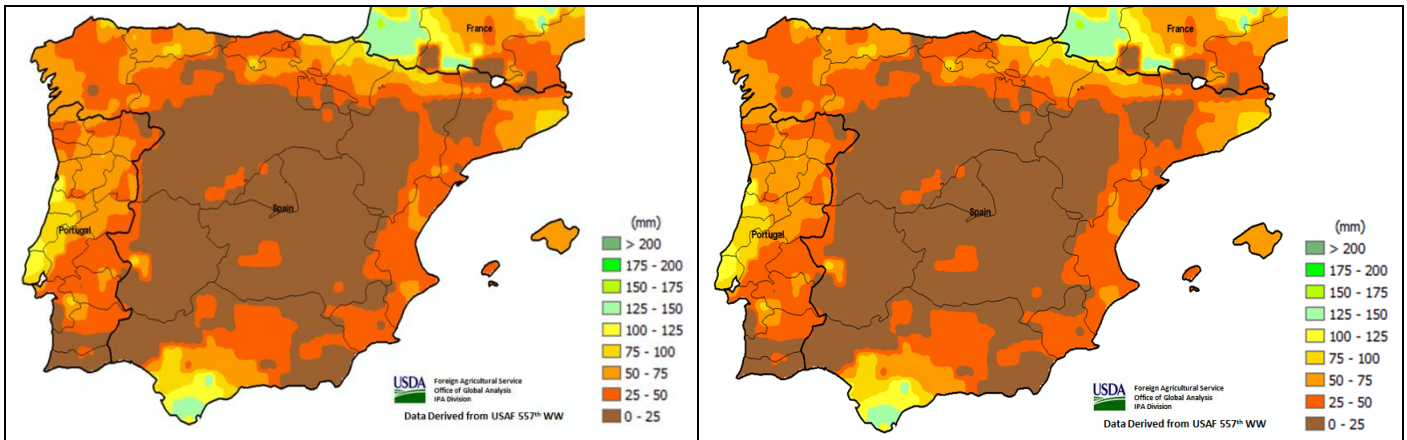 France
Spain
Portugal
(mm)
> 200
175 - 200
150 - 175
125 - 150
100 - 125
75 - 100
50 - 75
25 - 50
0 - 25
USDA
Foreign Agricultural Service
Office of Global Analysis
IPA Division
Data Derived from USAF 557th WW
France
Spain
Portugal
(mm)
> 200
175 - 200
150 - 175
125 - 150
100 - 125
75 - 100
50 - 75
25 - 50
0 - 25
USDA
Foreign Agricultural Service
Office of Global Analysis
IPA Division
Data Derived from USAF 557th WW